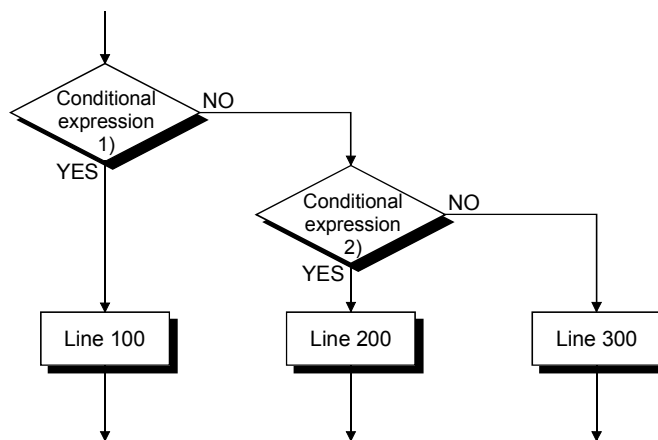 Conditional
expression
1)
NO
YES
Conditional
expression
2)
NO
YES
Line 100
Line 200
Line 300